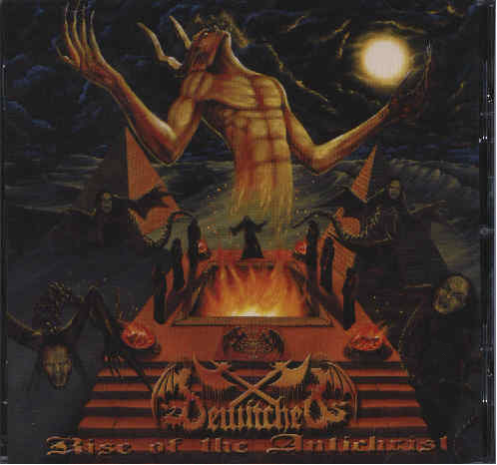 Bewitched
Rise of the Antichrist